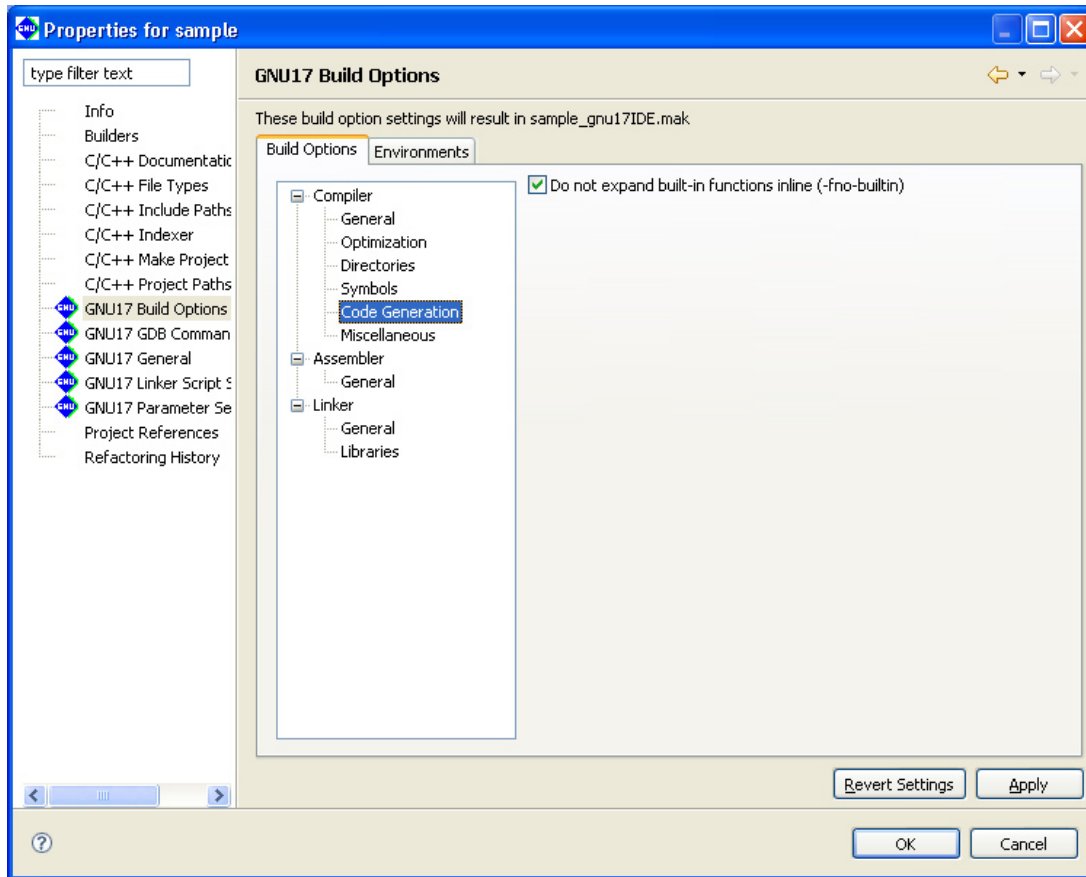 Properties for sample
type filter text
Info
Builders
C/C++ Documentatic
C/C++ File Types
C/C++ Include Paths
C/C++ Indexer
C/C++ Make Project
C/C++ Project Paths
GNU17 Build Options
GNU17 GDB Comman
GNU17 General
GNU17 Linker Script S
GNU17 Parameter Se
Project References
Refactoring History
GNU17 Build Options
These build option settings will result in sample_gnu17IDE.mak
Build Options Environments
Compiler
General
Optimization
Directories
Symbols
Code Generation
Miscellaneous
Assembler
General
Linker
General
Libraries
Do not expand built-in functions inline (-fno-builtin)
Revert Settings Apply
OK Cancel